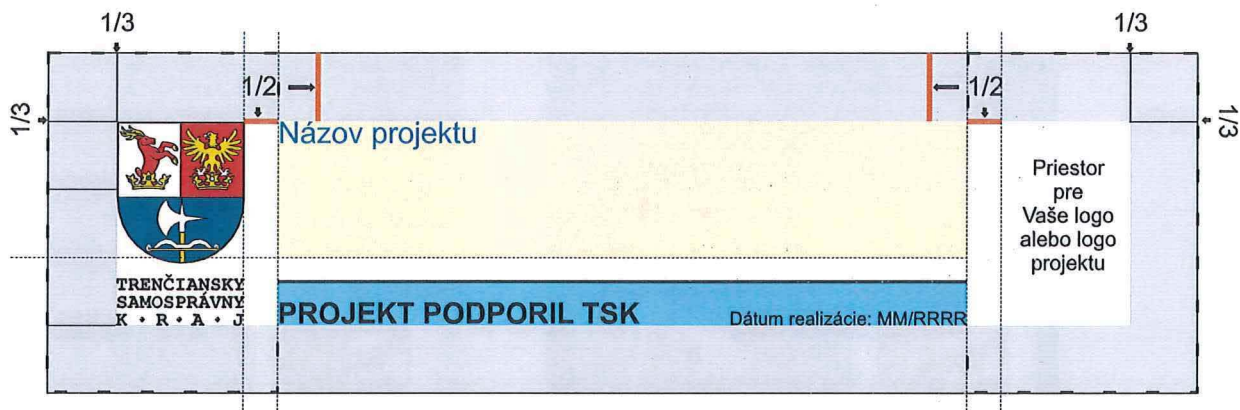 1/3
1/3
1/2
1/2
1/3
1/3
Názov projektu
Priestor
pre
Vaše logo
alebo logo
projektu
TRENČIANSKY
SAMOSPRÁVNY
K • R • A • J
PROJEKT PODPORIL TSK
Dátum realizácie: MM/RRRR